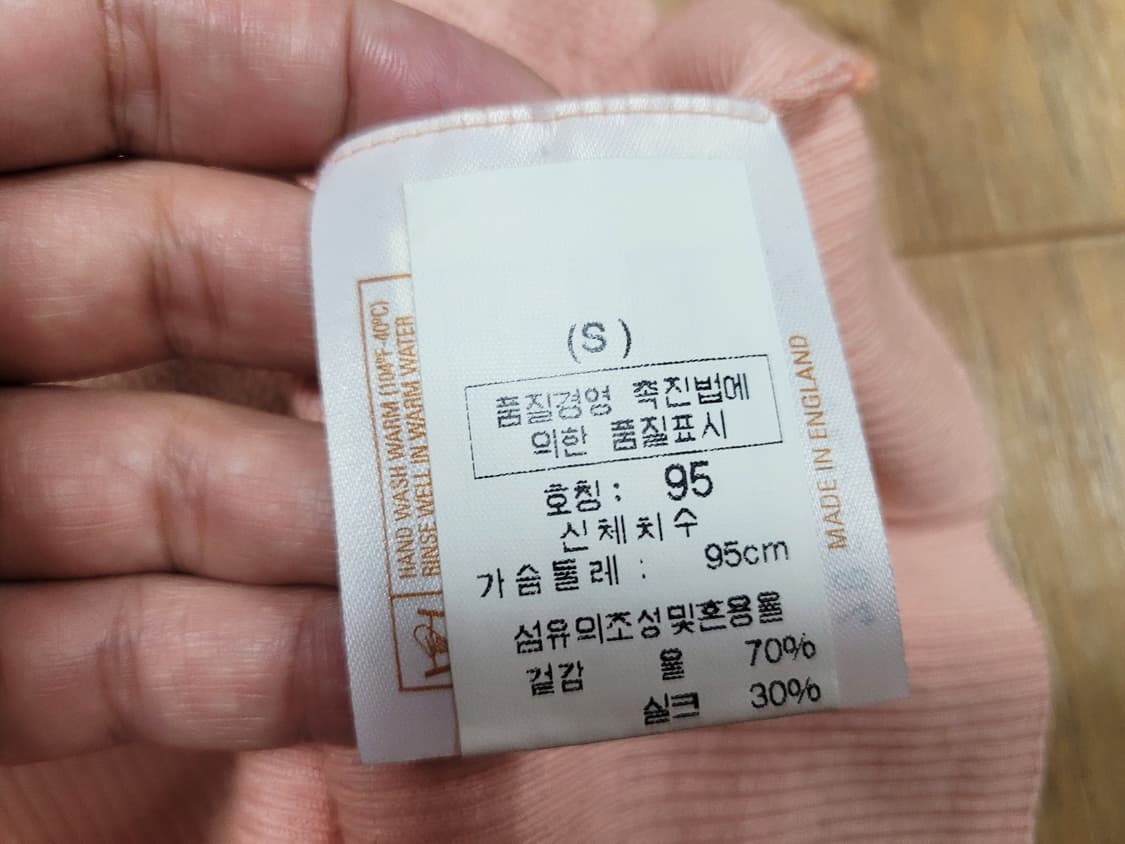 (S)
품질경영 촉진법에
의한 품질표시
호칭 : 95
신체치수
가슴둘레 : 95cm
섬유의조성및혼용율
겉감 울 70%
실크 30%
HAND WASH WARM (104°F-40°C)
RINSE WELL IN WARM WATER
MADE IN ENGLAND